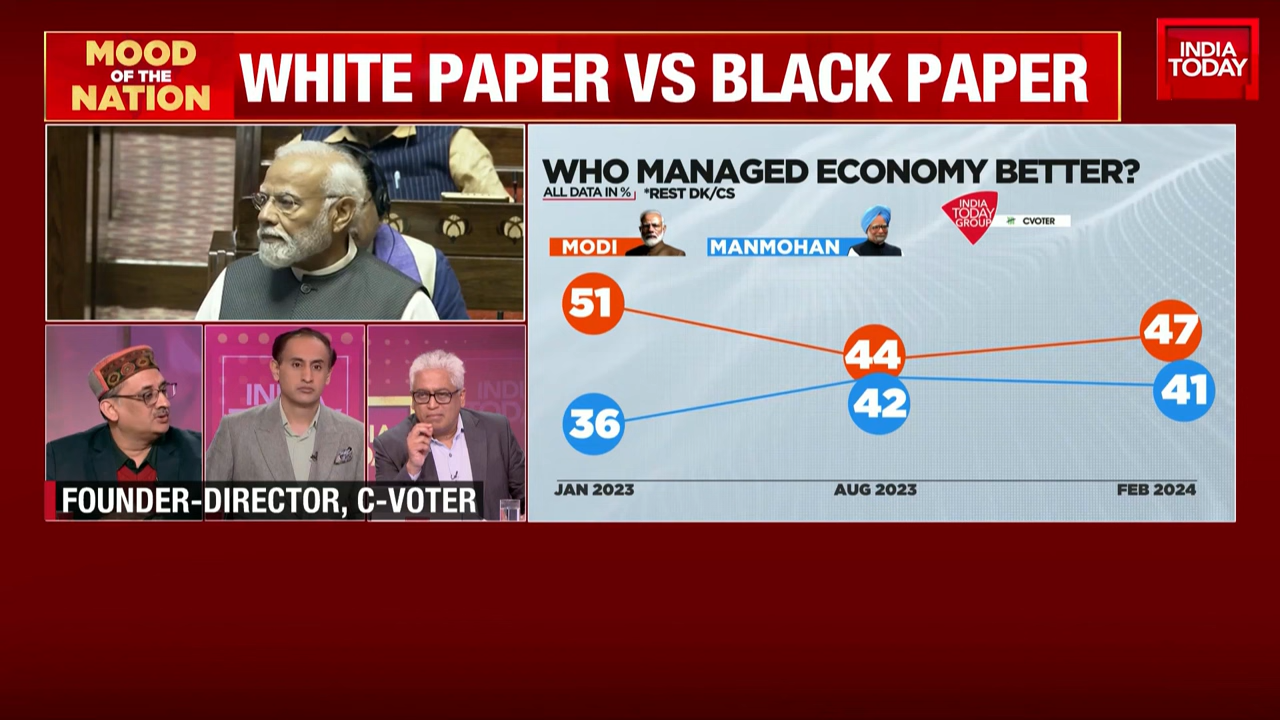 MOOD
OF THE
NATION
WHITE PAPER VS BLACK PAPER
INDIA
TODAY
WHO MANAGED ECONOMY BETTER?
ALL DATA IN % *REST DK/CS
INDIA
TODAY
GROUP
CVOTER
MODI
MANMOHAN
51
44
47
36
42
41
JAN 2023
AUG 2023
FEB 2024
FOUNDER-DIRECTOR, C-VOTER